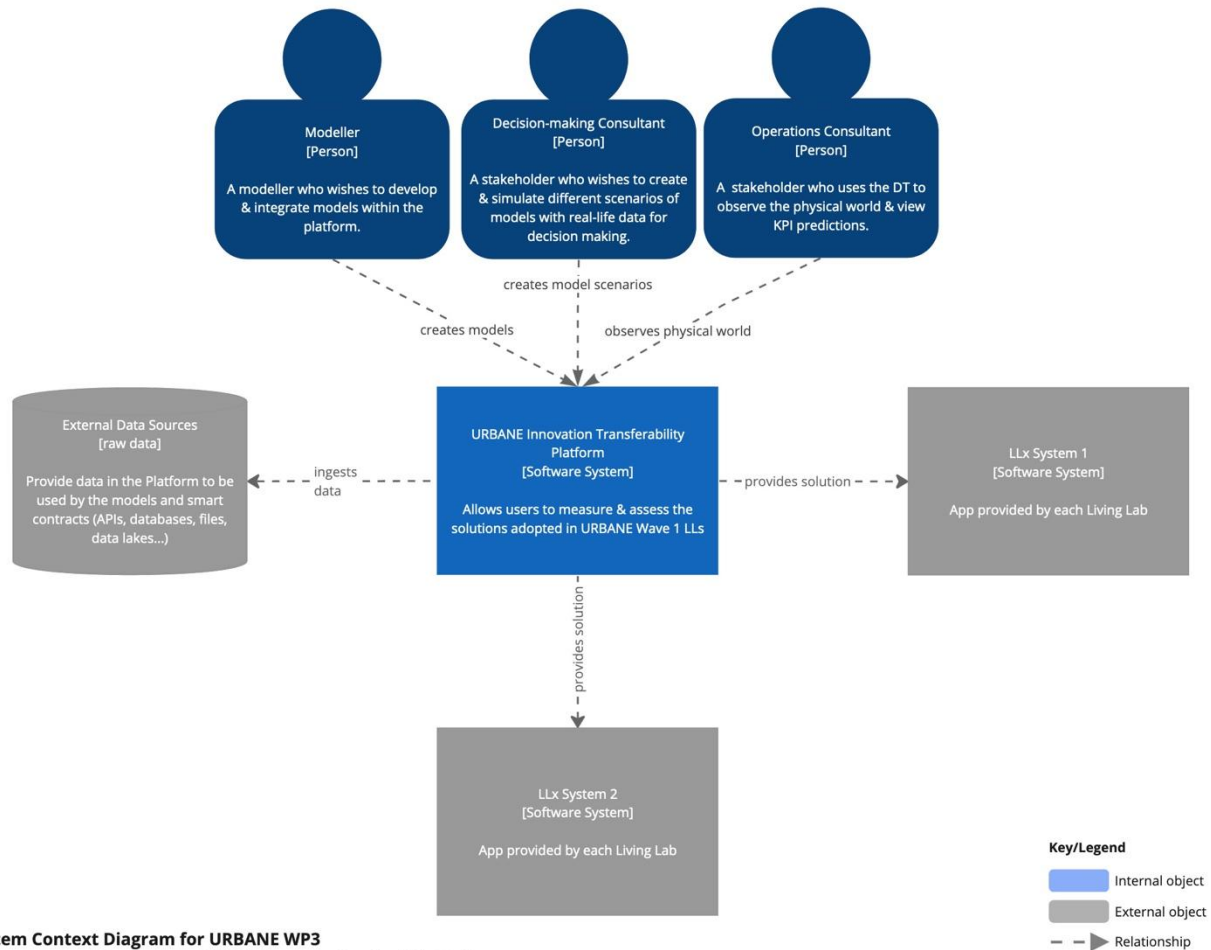 Modeller
[Person]
A modeller who wishes to develop
& integrate models within the
platform.
Decision-making Consultant
[Person]
A stakeholder who wishes to create
& simulate different scenarios of
models with real-life data for
decision making.
Operations Consultant
[Person]
A stakeholder who uses the DT to
observe the physical world & view
KPI predictions.
creates model scenarios
creates models
observes physical world
External Data Sources
[raw data]
Provide data in the Platform to be
used by the models and smart
contracts (APIs, databases, files,
data lakes...)
ingests
data
URBANE Innovation Transferability
Platform
[Software System]
Allows users to measure & assess the
solutions adopted in URBANE Wave 1 LLs
provides solution
LLx System 1
[Software System]
App provided by each Living Lab
provides solution
LLx System 2
[Software System]
App provided by each Living Lab
Key/Legend
Internal object
External object
Relationship
tem Context Diagram for URBANE WP3